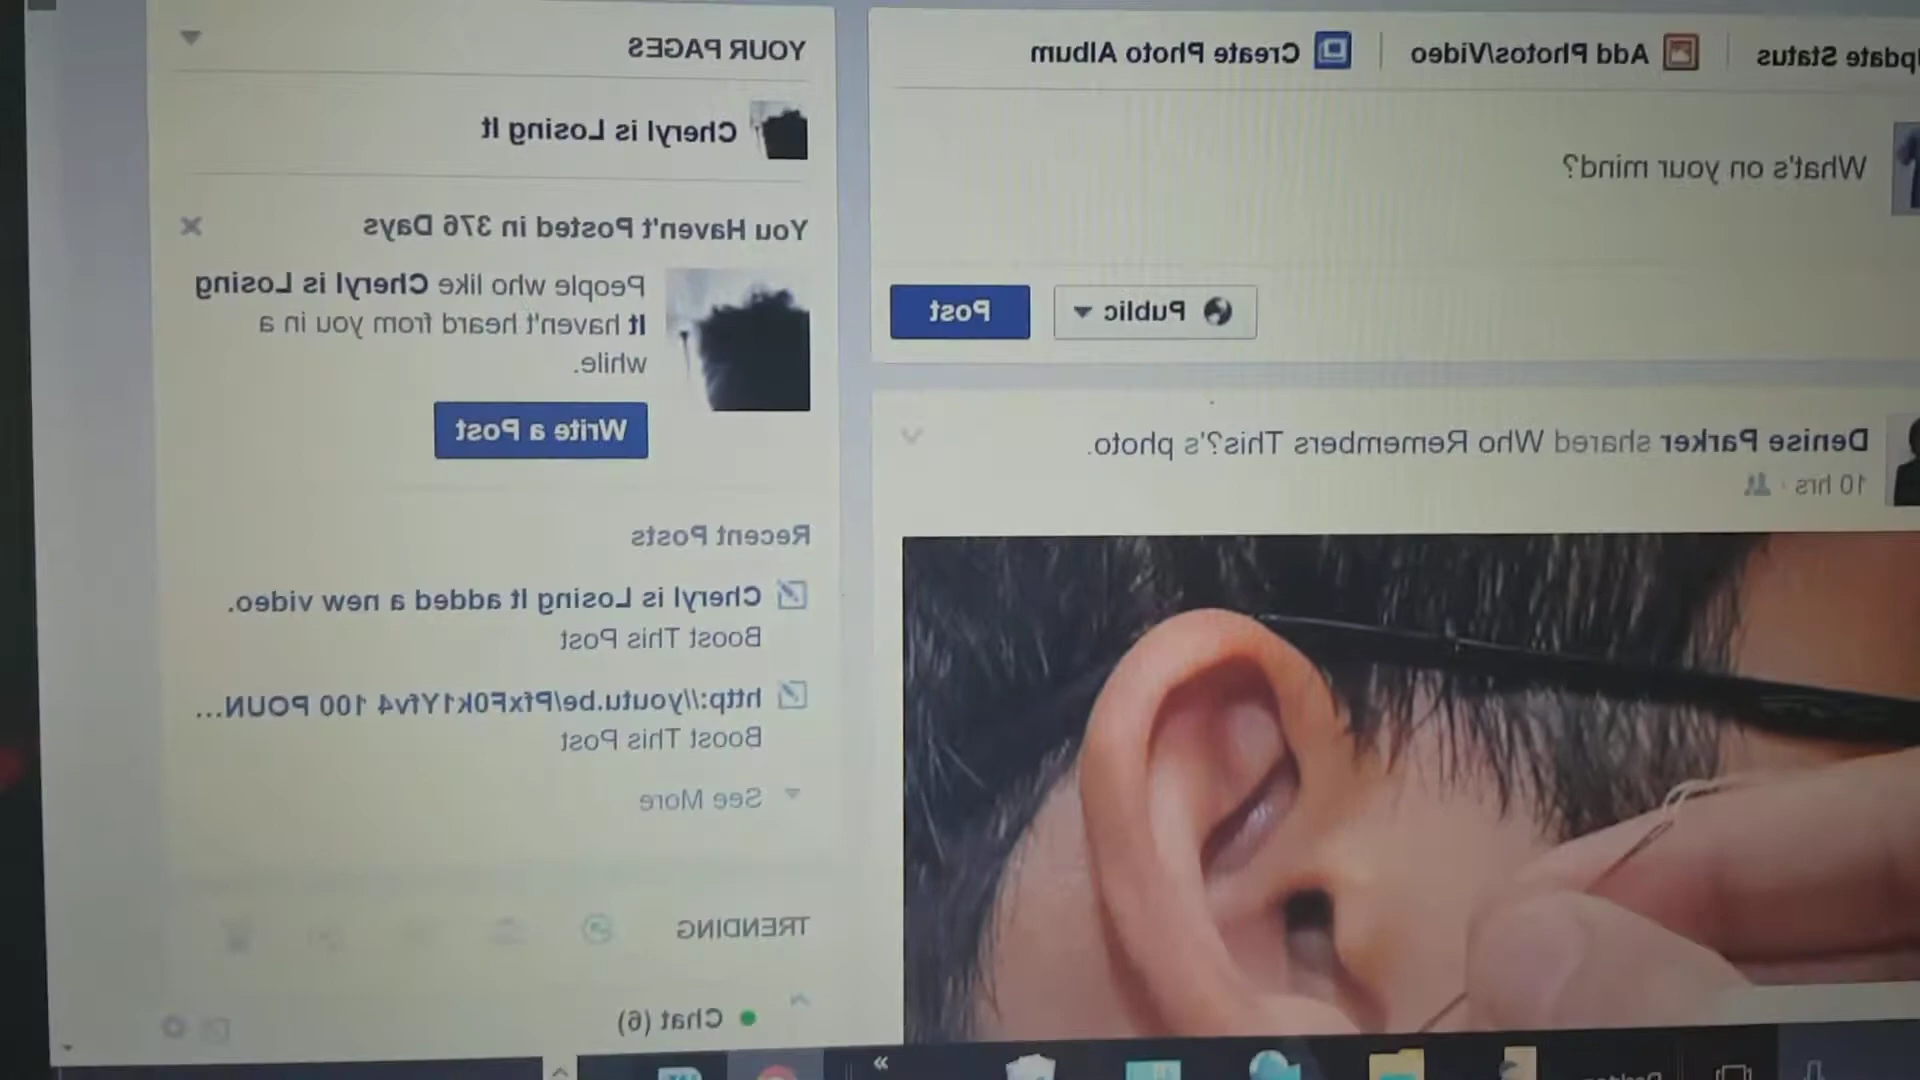 Update Status
Add Photos/Video
Create Photo Album
What's on your mind?
Public
Post
Denise Parker shared Who Remembers This?'s photo.
10 hrs ·
YOUR PAGES
Cheryl is Losing It
You Haven't Posted in 376 Days
People who like Cheryl is Losing
It haven't heard from you in a
while.
Write a Post
Recent Posts
Cheryl is Losing It added a new video.
Boost This Post
http://youtu.be/PfxF0k1Yfv4 100 POUN...
Boost This Post
See More
TRENDING
Chat (6)